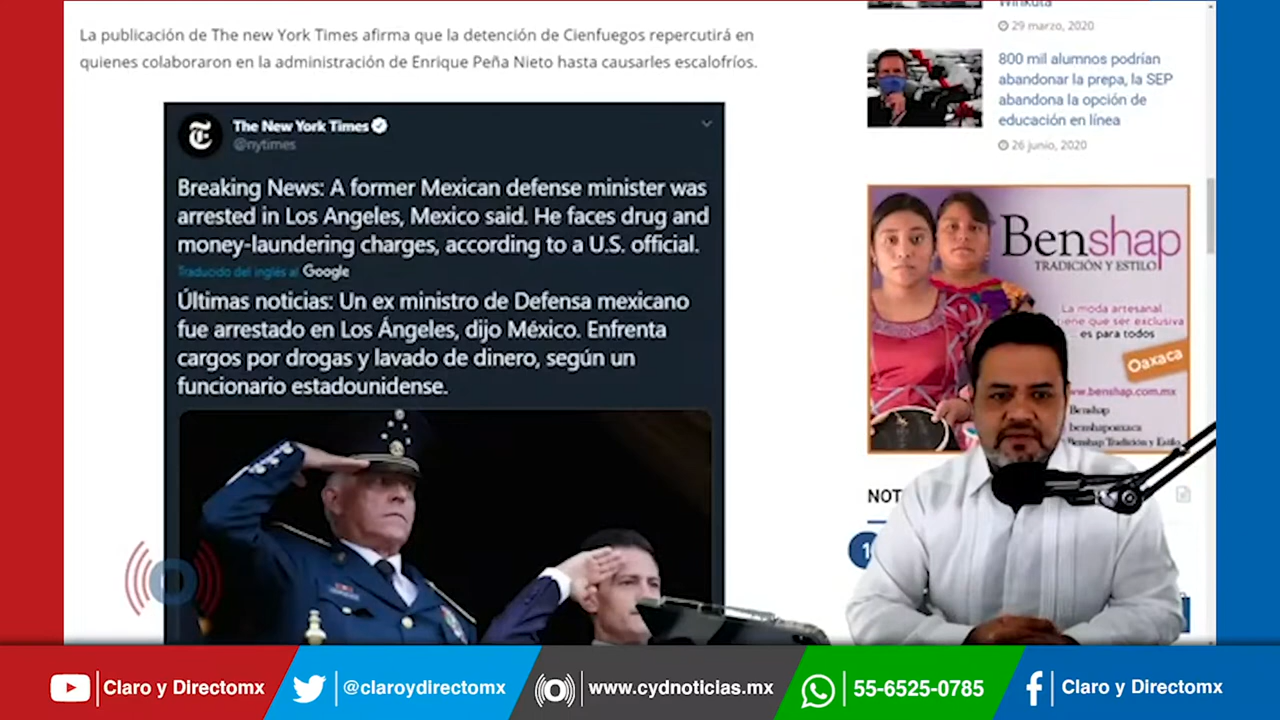 La publicación de The new York Times afirma que la detención de Cienfuegos repercutirá en
quienes colaboraron en la administración de Enrique Peña Nieto hasta causarles escalofríos.
The New York Times
@nytimes
Breaking News: A former Mexican defense minister was
arrested in Los Angeles, Mexico said. He faces drug and
money-laundering charges, according to a U.S. official.
Traducido del inglés al Google
Últimas noticias: Un ex ministro de Defensa mexicano
fue arrestado en Los Ángeles, dijo México. Enfrenta
cargos por drogas y lavado de dinero, según un
funcionario estadounidense.
29 marzo, 2020
800 mil alumnos podrían
abandonar la prepa, la SEP
abandona la opción de
educación en línea
26 junio, 2020
Benshap
TRADICIÓN Y ESTILO
La moda artesanal
tiene que ser exclusiva
es para todos
Oaxaca
www.benshap.com.mx
Benshap
benshapoaxaca
Benshap Tradición y Estilo
NOT
Claro y Directomx
@claroydirectomx
www.cydnoticlas.mx
55-6525-0785
Claro y Directomx